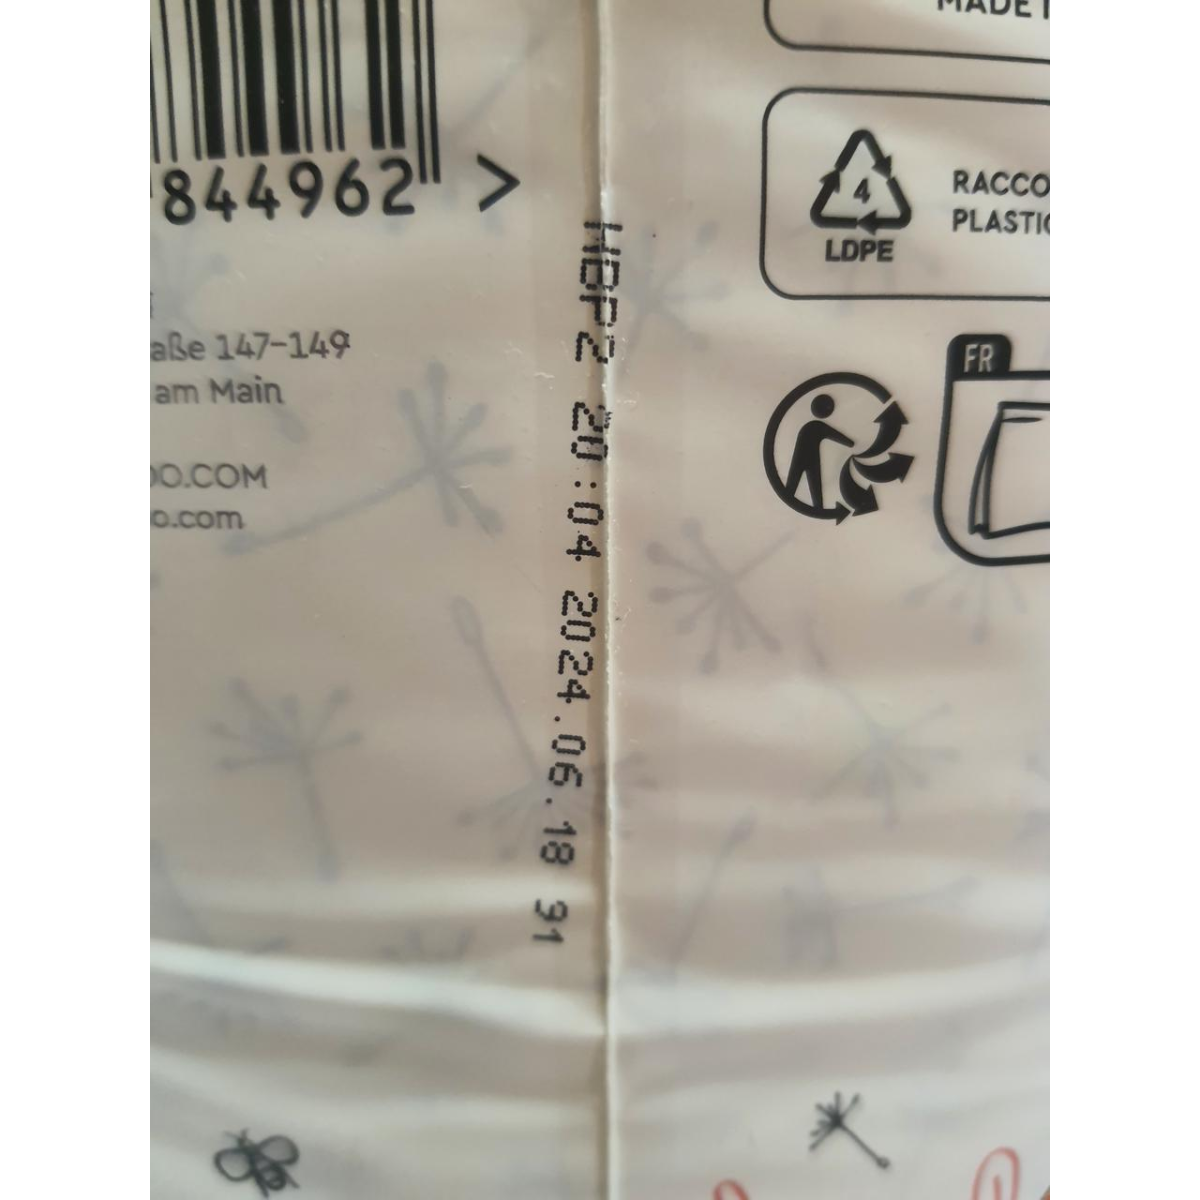 844962 >
aße 147-149
am Main
O.COM
o.com
HBPZ 20:04 2024.06.18 91
MADE I
4
LDPE
RACCO
PLASTIC
FR